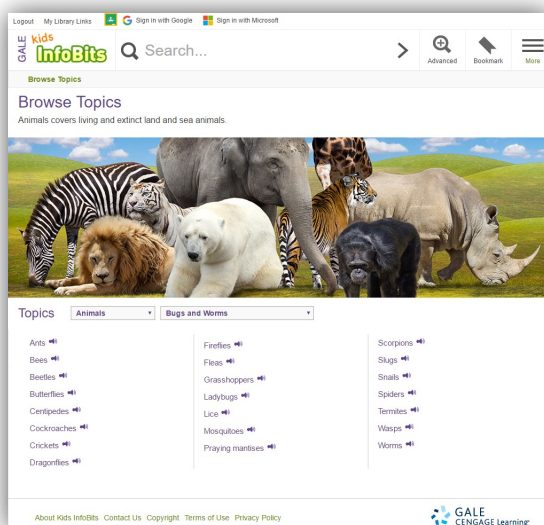 Logout My Library Links Sign in with Google Sign in with Microsoft
GALE kids InfoBits
Search...
Advanced Bookmark More
Browse Topics
Browse Topics
Animals covers living and extinct land and sea animals.
Topics Animals Bugs and Worms
Ants
Bees
Beetles
Butterflies
Centipedes
Cockroaches
Crickets
Dragonflies
Fireflies
Fleas
Grasshoppers
Ladybugs
Lice
Mosquitoes
Praying mantises
Scorpions
Slugs
Snails
Spiders
Termites
Wasps
Worms
About Kids InfoBits Contact Us Copyright Terms of Use Privacy Policy
GALE
CENGAGE Learning